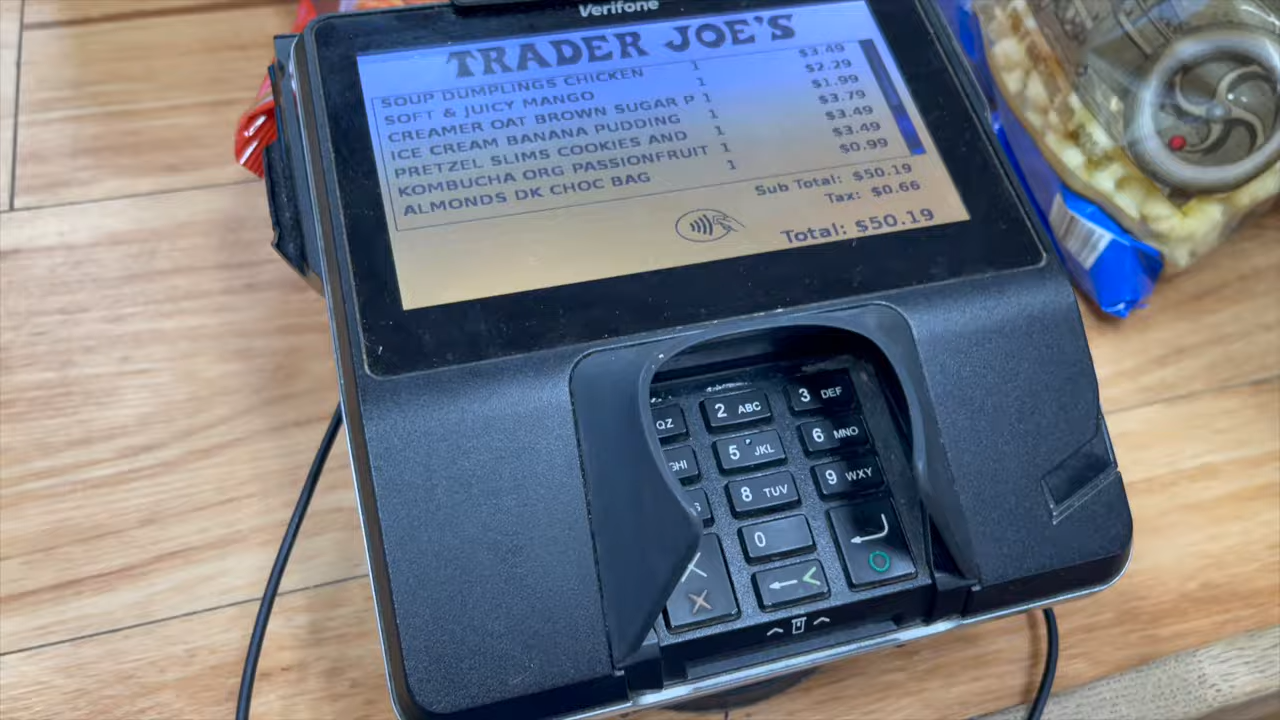 Verifone
TRADER JOE'S
SOUP DUMPLINGS CHICKEN 1 $3.49
SOFT & JUICY MANGO 1 $2.29
CREAMER OAT BROWN SUGAR P 1 $1.99
ICE CREAM BANANA PUDDING 1 $3.79
PRETZEL SLIMS COOKIES AND 1 $3.49
KOMBUCHA ORG PASSIONFRUIT 1 $3.49
ALMONDS DK CHOC BAG 1 $0.99
Sub Total: $50.19
Tax: $0.66
Total: $50.19
QZ 2 ABC 3 DEF
GHI 5 JKL 6 MNO
8 TUV 9 WXY
0